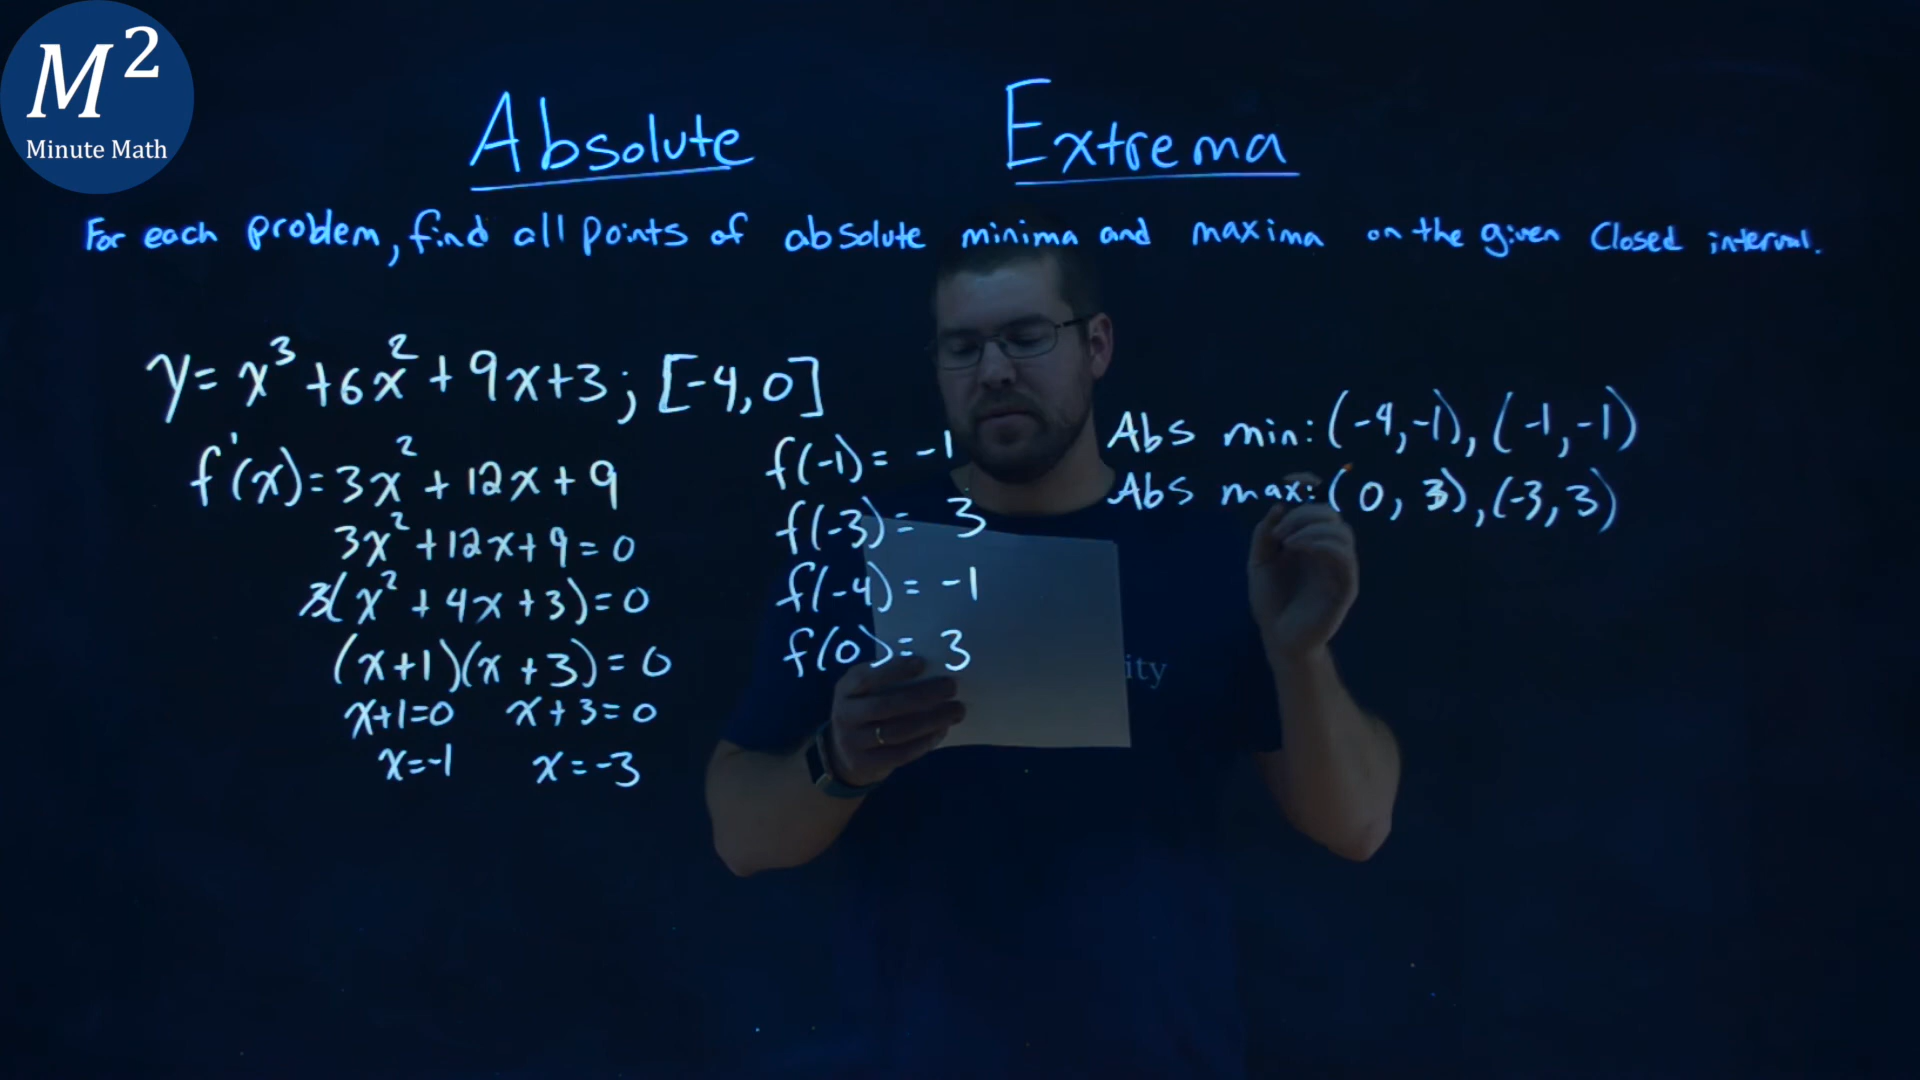 M²
Minute Math
Absolute Extrema
For each problem, find all points of absolute minima and maxima on the given closed interval.
y = x³ + 6x² + 9x + 3; [-4, 0]
f'(x) = 3x² + 12x + 9
3x² + 12x + 9 = 0
3(x² + 4x + 3) = 0
(x + 1)(x + 3) = 0
x + 1 = 0 x + 3 = 0
x = -1 x = -3
f(-1) = -1
f(-3) = 3
f(-4) = -1
f(0) = 3
Abs min: (-4, -1), (-1, -1)
Abs max: (0, 3), (-3, 3)
ity